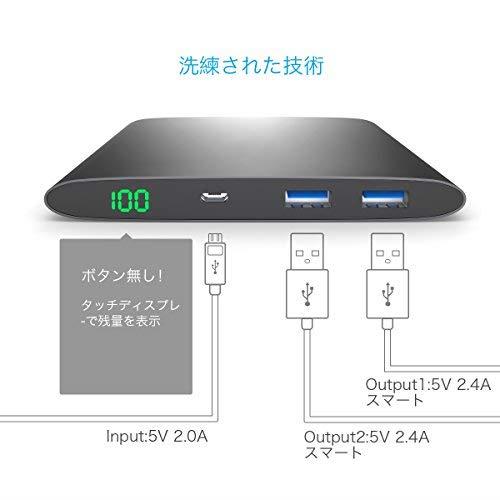 洗練された技術
100
ボタン無し!
タッチディスプレ
-で残量を表示
Output1:5V 2.4A
スマート
Input:5V 2.0A
Output2:5V 2.4A
スマート